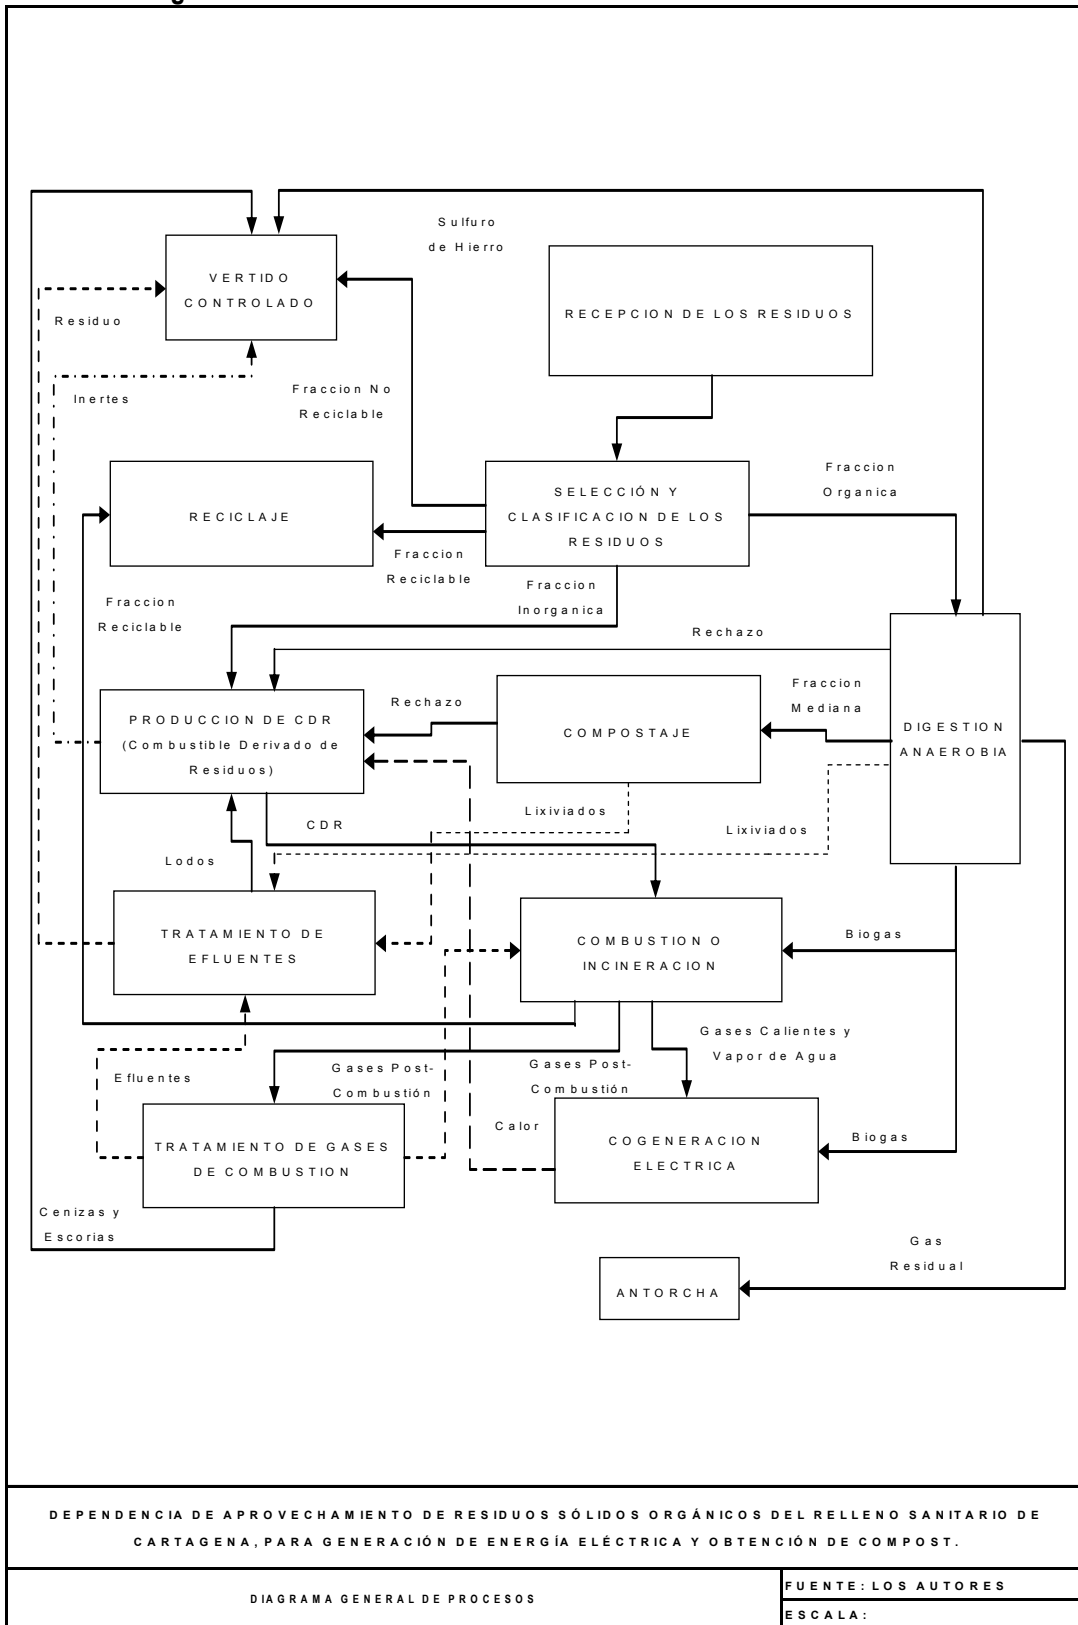 Sulfuro
de Hierro
VERTIDO
CONTROLADO
RECEPCION DE LOS RESIDUOS
Residuo
Fraccion No
Reciclable
Inertes
Fraccion
Organica
SELECCIÓN Y
CLASIFICACION DE LOS
RESIDUOS
RECICLAJE
Fraccion
Reciclable
Fraccion
Inorganica
Fraccion
Reciclable
Rechazo
Fraccion
Mediana
Rechazo
PRODUCCION DE CDR
(Combustible Derivado de
Residuos)
COMPOSTAJE
DIGESTION
ANAEROBIA
CDR
Lixiviados
Lixiviados
Lodos
TRATAMIENTO DE
EFLUENTES
COMBUSTION O
INCINERACION
Biogas
Gases Calientes y
Vapor de Agua
Efluentes
Gases Post-
Combustión
Gases Post-
Combustión
Calor
TRATAMIENTO DE GASES
DE COMBUSTION
COGENERACION
ELECTRICA
Biogas
Cenizas y
Escorias
Gas
Residual
ANTORCHA
DEPENDENCIA DE APROVECHAMIENTO DE RESIDUOS SÓLIDOS ORGÁNICOS DEL RELLENO SANITARIO DE
CARTAGENA, PARA GENERACIÓN DE ENERGÍA ELÉCTRICA Y OBTENCIÓN DE COMPOST.
DIAGRAMA GENERAL DE PROCESOS
FUENTE: LOS AUTORES
ESCALA: